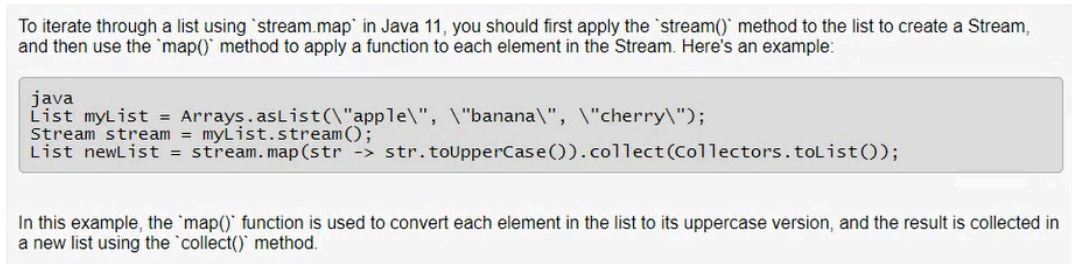 To iterate through a list using `stream.map` in Java 11, you should first apply the `stream()` method to the list to create a Stream,
and then use the `map()` method to apply a function to each element in the Stream. Here's an example:
java
List myList = Arrays.asList(\"apple\", \"banana\", \"cherry\");
Stream stream = myList.stream();
List newList = stream.map(str -> str.toUpperCase()).collect(Collectors.toList());
In this example, the `map()` function is used to convert each element in the list to its uppercase version, and the result is collected in
a new list using the `collect()` method.